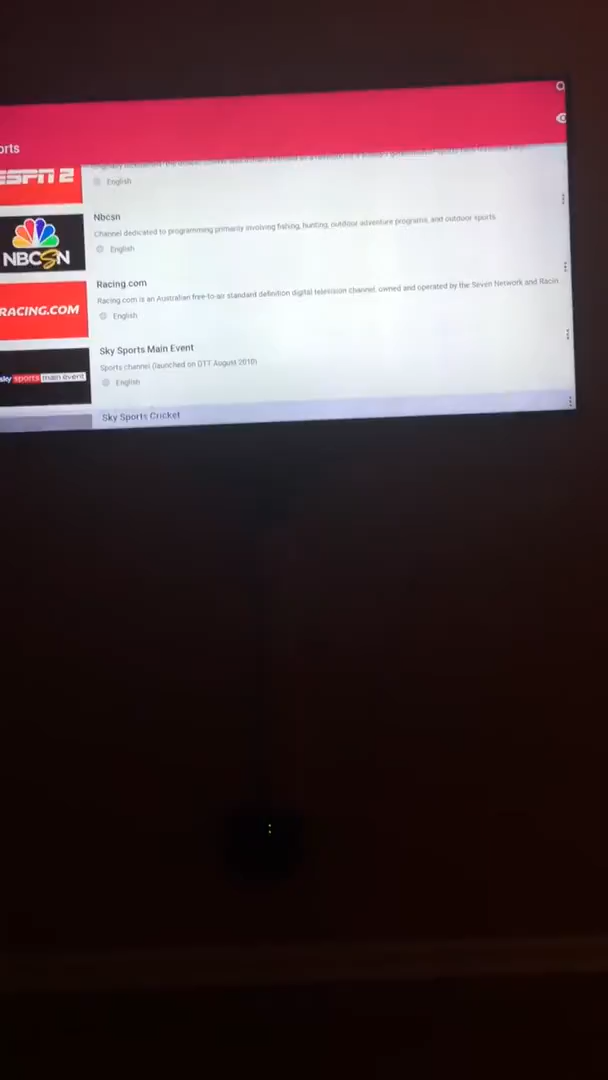 orts
ESPN 2
English
Nbcsn
Channel dedicated to programming primarily involving fishing, hunting, outdoor adventure programs, and outdoor sports.
NBCSN
English
Racing.com
Racing.com is an Australian free-to-air standard definition digital television channel, owned and operated by the Seven Network and Racin
RACING.COM
English
Sky Sports Main Event
Sports channel (launched on DTT August 2010)
sky sports main event
English
Sky Sports Cricket